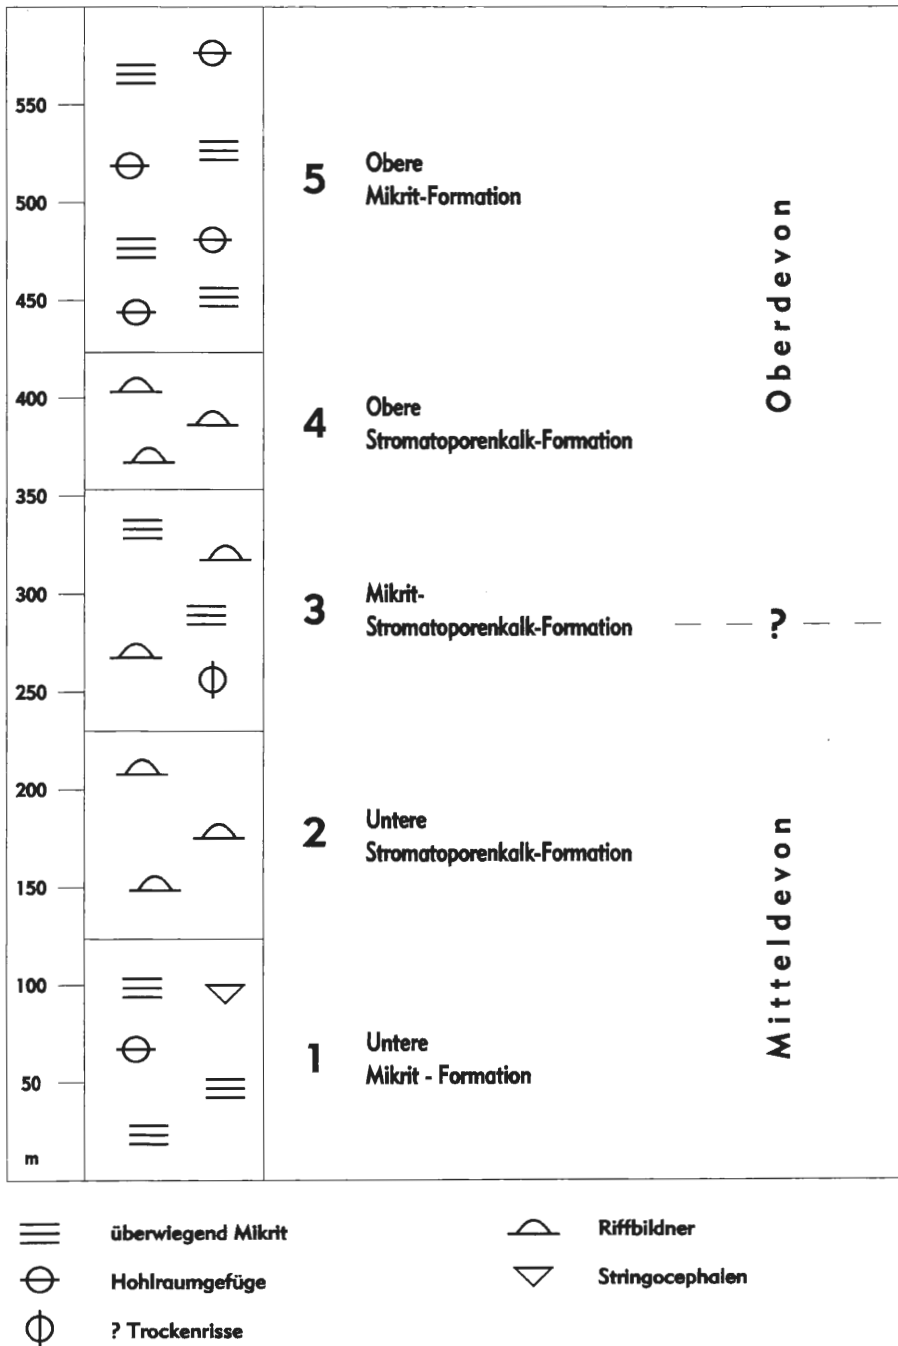 550
500
450
400
350
300
250
200
150
100
50
m
5 Obere
Mikrit-Formation
4 Obere
Stromatoporenkalk-Formation
3 Mikrit-
Stromatoporenkalk-Formation
2 Untere
Stromatoporenkalk-Formation
1 Untere
Mikrit - Formation
Oberdevon
?
Mitteldevon
überwiegend Mikrit
Hohlraumgefüge
? Trockenrisse
Riffbildner
Stringocephalen